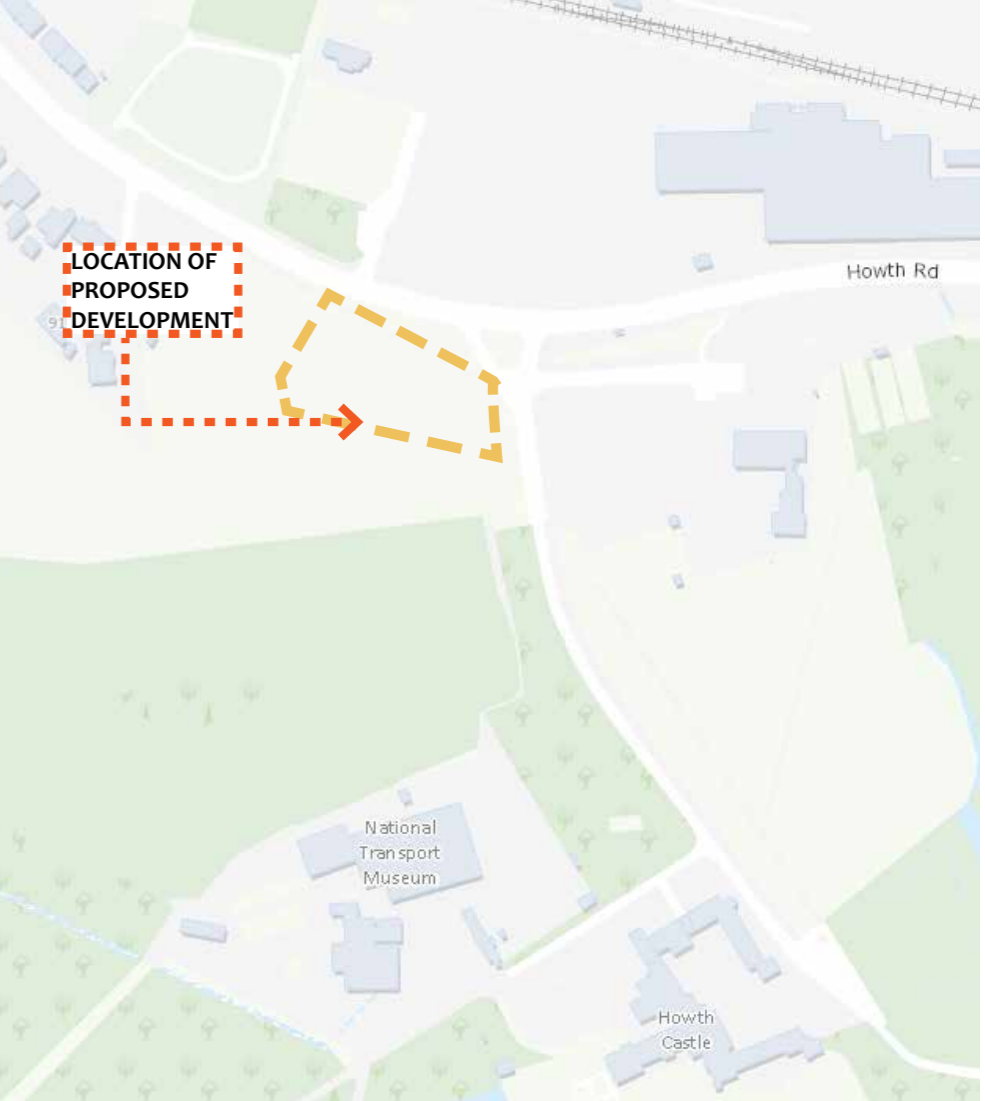 Howth Rd
LOCATION OF
PROPOSED
DEVELOPMENT
National
Transport
Museum
Howth
Castle